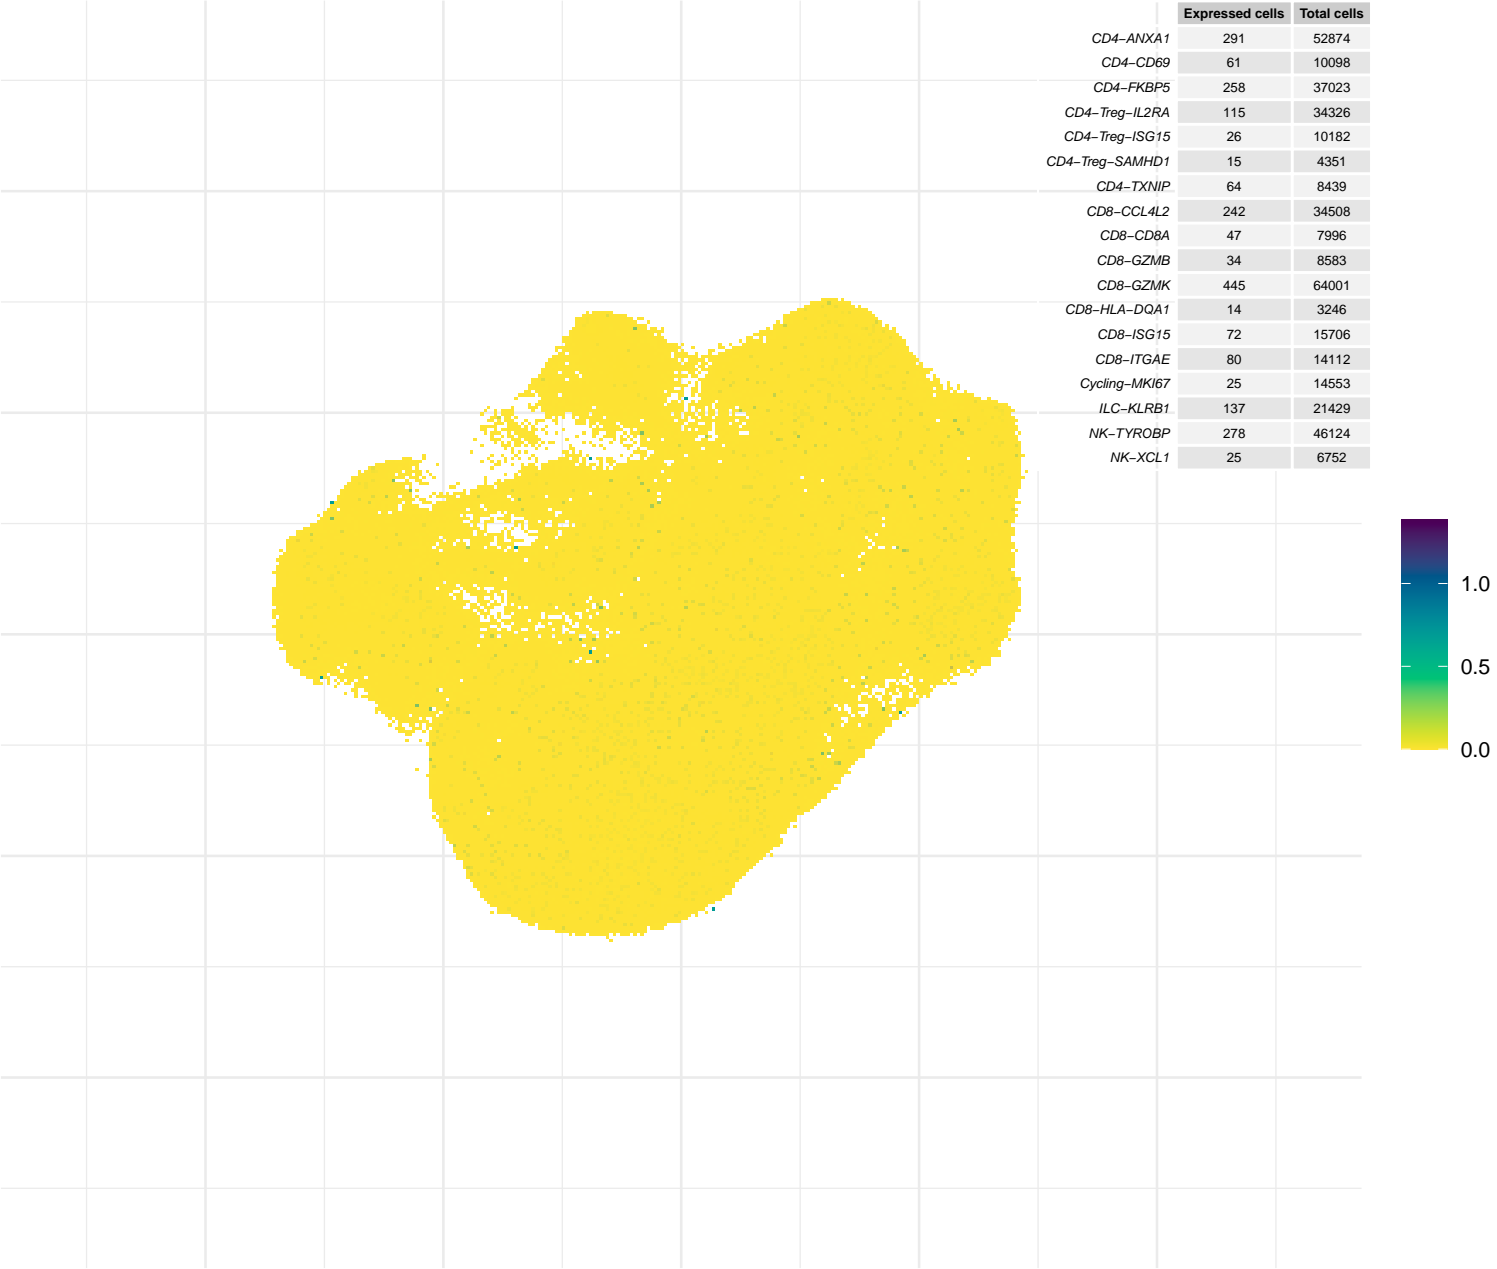 Expressed cells Total cells
CD4−ANXA1 291 52874
CD4−CD69 61 10098
CD4−FKBP5 258 37023
CD4−Treg−IL2RA 115 34326
CD4−Treg−ISG15 26 10182
CD4−Treg−SAMHD1 15 4351
CD4−TXNIP 64 8439
CD8−CCL4L2 242 34508
CD8−CD8A 47 7996
CD8−GZMB 34 8583
CD8−GZMK 445 64001
CD8−HLA−DQA1 14 3246
CD8−ISG15 72 15706
CD8−ITGAE 80 14112
Cycling−MKI67 25 14553
ILC−KLRB1 137 21429
NK−TYROBP 278 46124
NK−XCL1 25 6752
1.0
0.5
0.0